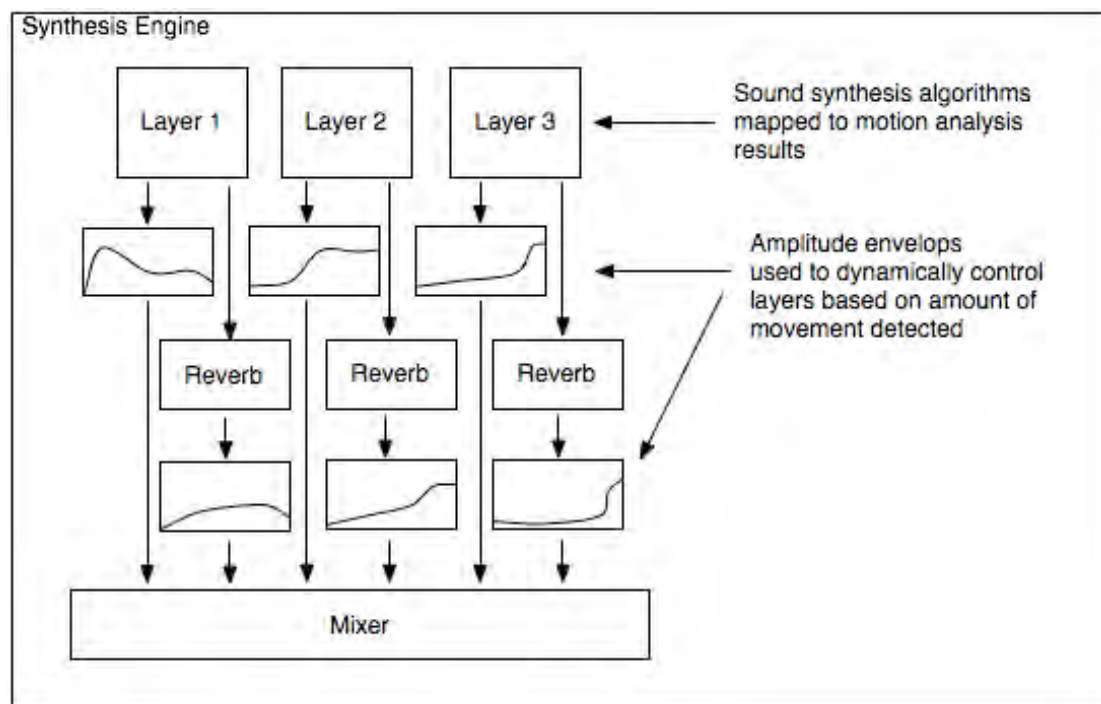 Synthesis Engine
Layer 1
Layer 2
Layer 3
Sound synthesis algorithms
mapped to motion analysis
results
Amplitude envelops
used to dynamically control
layers based on amount of
movement detected
Reverb
Reverb
Reverb
Mixer